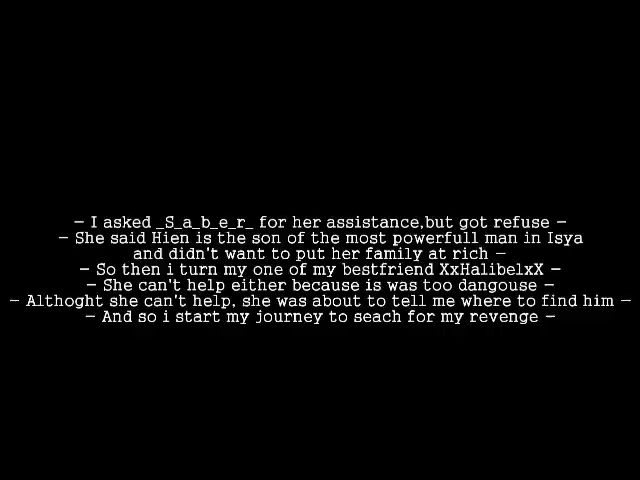 – I asked _S_a_b_e_r_ for her assistance,but got refuse –
– She said Hien is the son of the most powerfull man in Isya
and didn't want to put her family at rich –
– So then i turn my one of my bestfriend XxHalibelxX –
– She can't help either because is was too dangouse –
– Althoght she can't help, she was about to tell me where to find him –
– And so i start my journey to seach for my revenge –